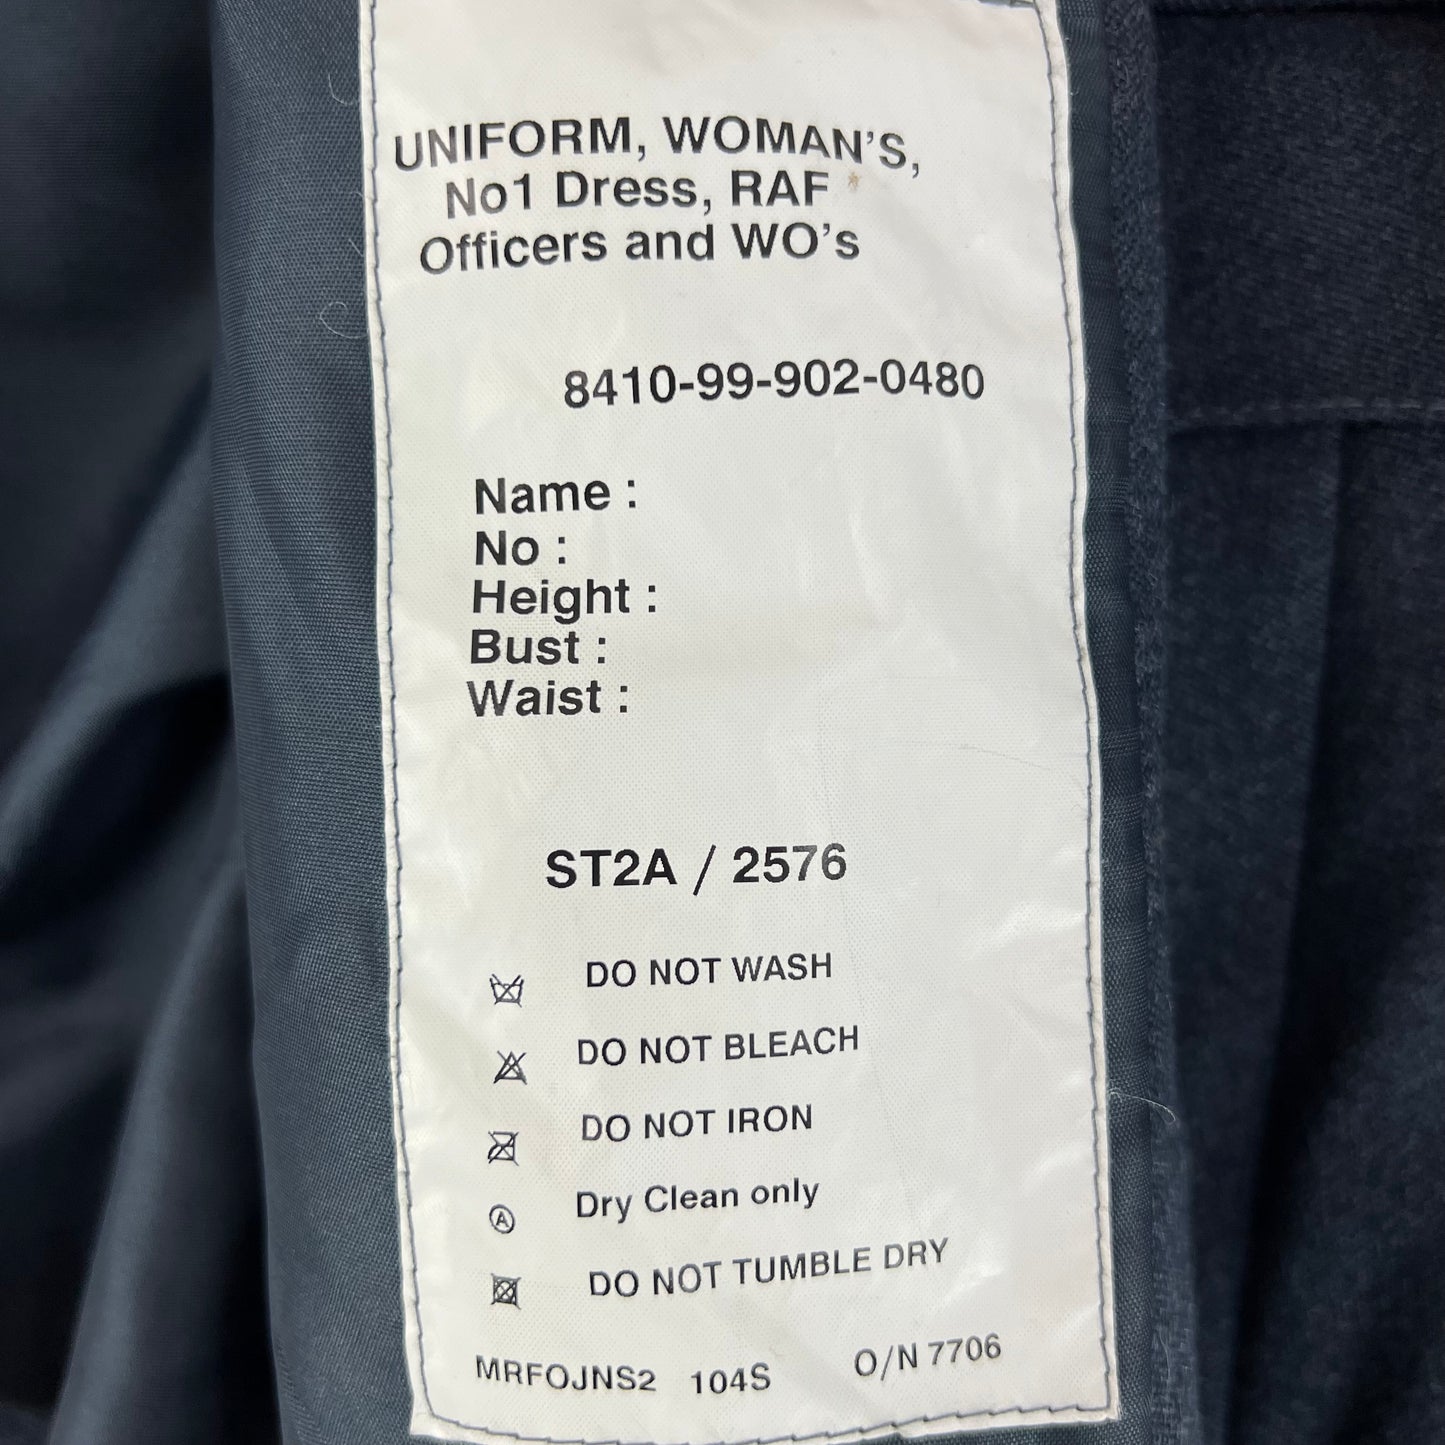 UNIFORM, WOMAN'S,
No1 Dress, RAF
Officers and WO's
8410-99-902-0480
Name :
No :
Height :
Bust :
Waist :
ST2A / 2576
DO NOT WASH
DO NOT BLEACH
DO NOT IRON
A Dry Clean only
DO NOT TUMBLE DRY
MRFOJNS2 104S O/N 7706